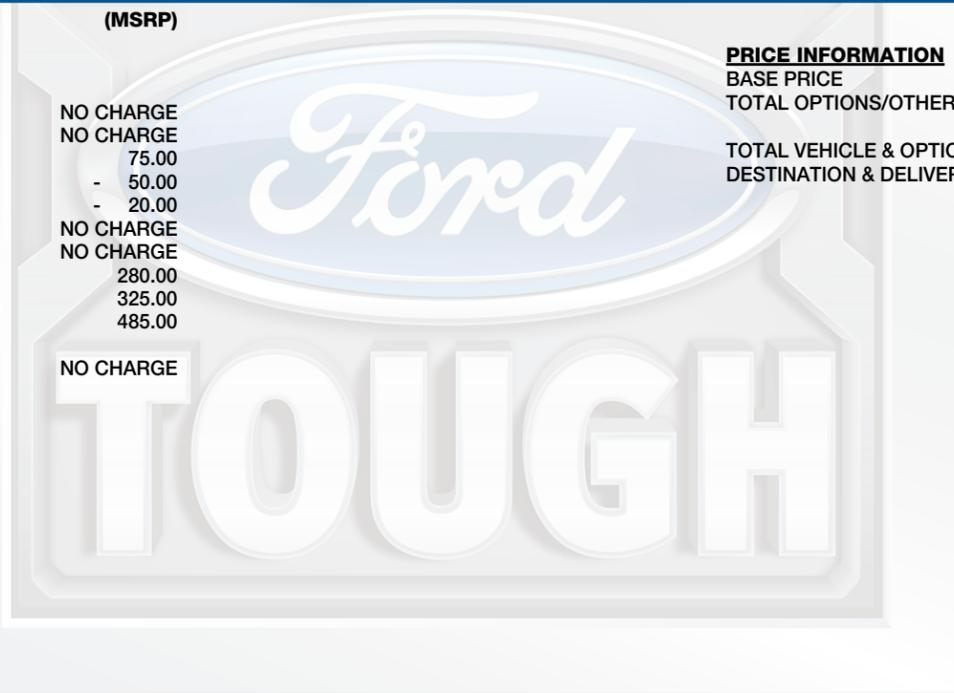 (MSRP)
NO CHARGE
NO CHARGE
75.00
- 50.00
- 20.00
NO CHARGE
NO CHARGE
280.00
325.00
485.00
NO CHARGE
PRICE INFORMATION
BASE PRICE
TOTAL OPTIONS/OTHER
TOTAL VEHICLE & OPTIO
DESTINATION & DELIVER
Ford
TOUGH